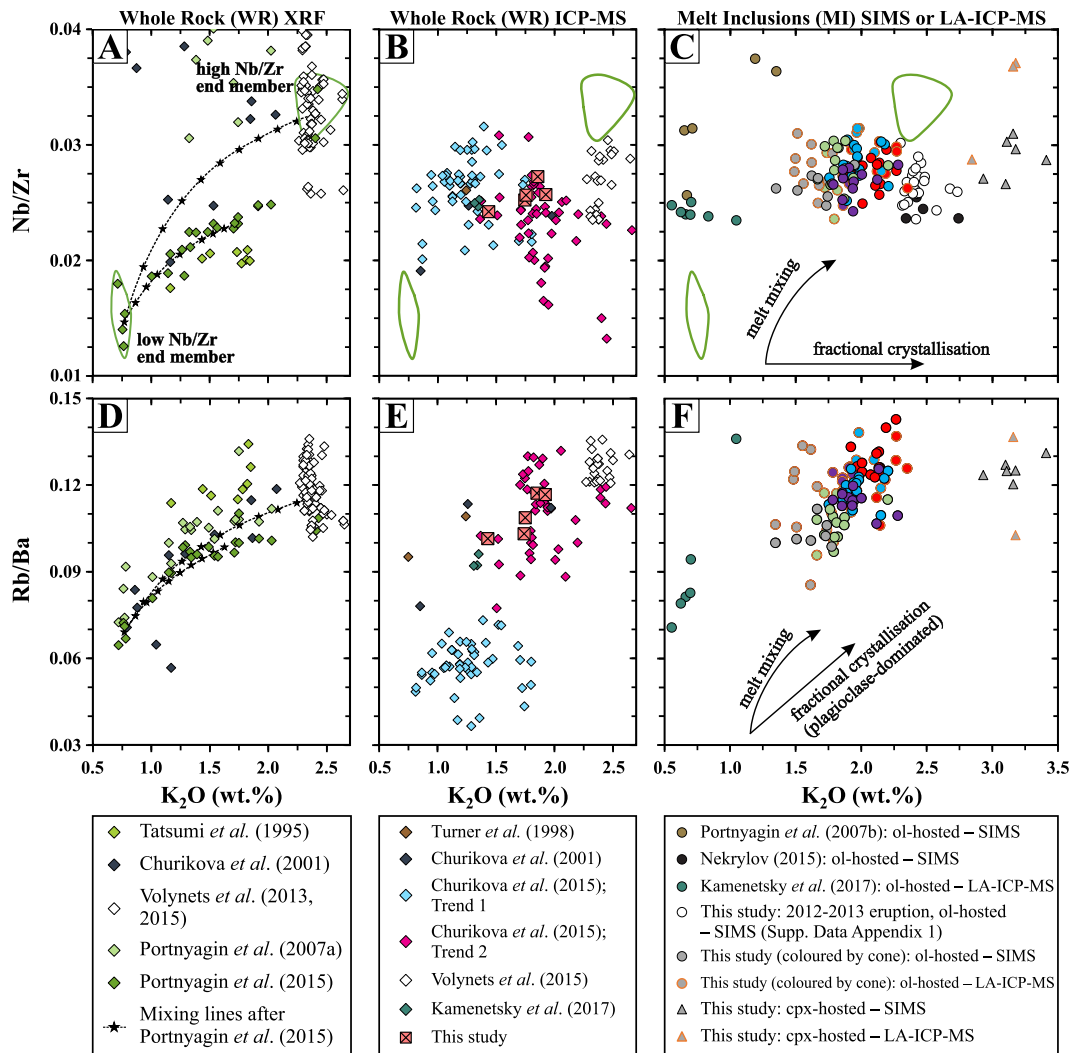 Whole Rock (WR) XRF
Whole Rock (WR) ICP-MS
Melt Inclusions (MI) SIMS or LA-ICP-MS
A
B
C
high Nb/Zr
end member
low Nb/Zr
end member
melt mixing
fractional crystallisation
0.04
0.03
0.02
0.01
Nb/Zr
D
E
F
melt mixing
fractional crystallisation
(plagioclase-dominated)
0.15
0.12
0.09
0.06
0.03
Rb/Ba
0.5 1.0 1.5 2.0 2.5
0.5 1.0 1.5 2.0 2.5
0.5 1.0 1.5 2.0 2.5 3.0 3.5
K2O (wt.%)
K2O (wt.%)
K2O (wt.%)
Tatsumi et al. (1995)
Churikova et al. (2001)
Volynets et al. (2013,
2015)
Portnyagin et al. (2007a)
Portnyagin et al. (2015)
Mixing lines after
Portnyagin et al. (2015)
Turner et al. (1998)
Churikova et al. (2001)
Churikova et al. (2015);
Trend 1
Churikova et al. (2015);
Trend 2
Volynets et al. (2015)
Kamenetsky et al. (2017)
This study
Portnyagin et al. (2007b): ol-hosted – SIMS
Nekrylov (2015): ol-hosted – SIMS
Kamenetsky et al. (2017): ol-hosted – LA-ICP-MS
This study: 2012-2013 eruption, ol-hosted
– SIMS (Supp. Data Appendix 1)
This study (coloured by cone): ol-hosted – SIMS
This study (coloured by cone): ol-hosted – LA-ICP-MS
This study: cpx-hosted – SIMS
This study: cpx-hosted – LA-ICP-MS